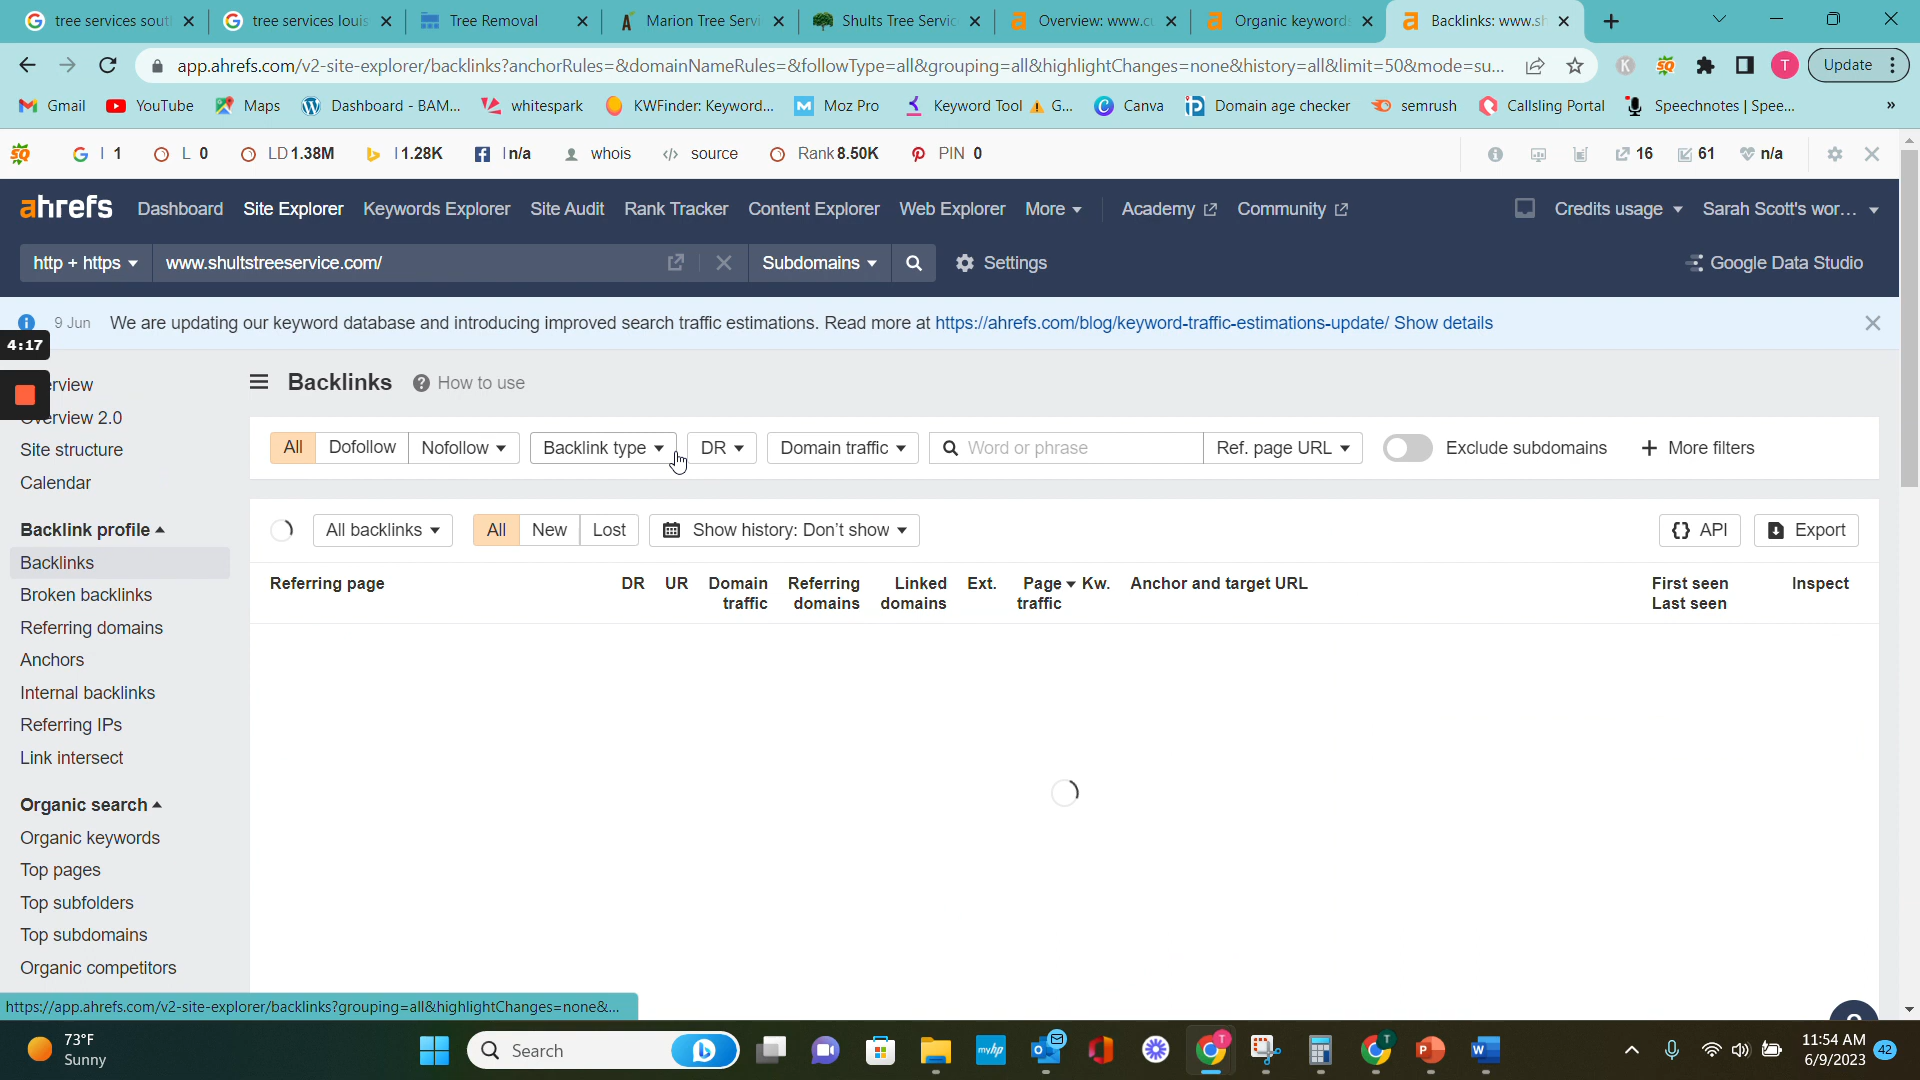 tree services sout
tree services louis
Tree Removal
Marion Tree Servi
Shults Tree Servic
Overview: www.cu
Organic keywords
Backlinks: www.sh
app.ahrefs.com/v2-site-explorer/backlinks?anchorRules=&domainNameRules=&followType=all&grouping=all&highlightChanges=none&history=all&limit=50&mode=su...
T
Update
Gmail
YouTube
Maps
Dashboard - BAM...
whitespark
KWFinder: Keyword...
Moz Pro
Keyword Tool
G...
Canva
Domain age checker
semrush
Callsling Portal
Speechnotes | Spee...
»
I 1
L 0
LD 1.38M
I 1.28K
I n/a
whois
source
Rank 8.50K
PIN 0
16
61
n/a
ahrefs
Dashboard
Site Explorer
Keywords Explorer
Site Audit
Rank Tracker
Content Explorer
Web Explorer
More
Academy
Community
Credits usage
Sarah Scott's wor...
http + https
www.shultstreeservice.com/
Subdomains
Settings
Google Data Studio
9 Jun We are updating our keyword database and introducing improved search traffic estimations. Read more at https://ahrefs.com/blog/keyword-traffic-estimations-update/ Show details
4:17
erview
Overview 2.0
Site structure
Calendar
Backlink profile
Backlinks
Broken backlinks
Referring domains
Anchors
Internal backlinks
Referring IPs
Link intersect
Organic search
Organic keywords
Top pages
Top subfolders
Top subdomains
Organic competitors
Backlinks
How to use
All
Dofollow
Nofollow
Backlink type
DR
Domain traffic
Word or phrase
Ref. page URL
Exclude subdomains
More filters
All backlinks
All
New
Lost
Show history: Don't show
API
Export
Referring page
DR
UR
Domain
traffic
Referring
domains
Linked
domains
Ext.
Page
traffic
Kw.
Anchor and target URL
First seen
Last seen
Inspect
https://app.ahrefs.com/v2-site-explorer/backlinks?grouping=all&highlightChanges=none&...
73°F
Sunny
Search
11:54 AM
6/9/2023
42